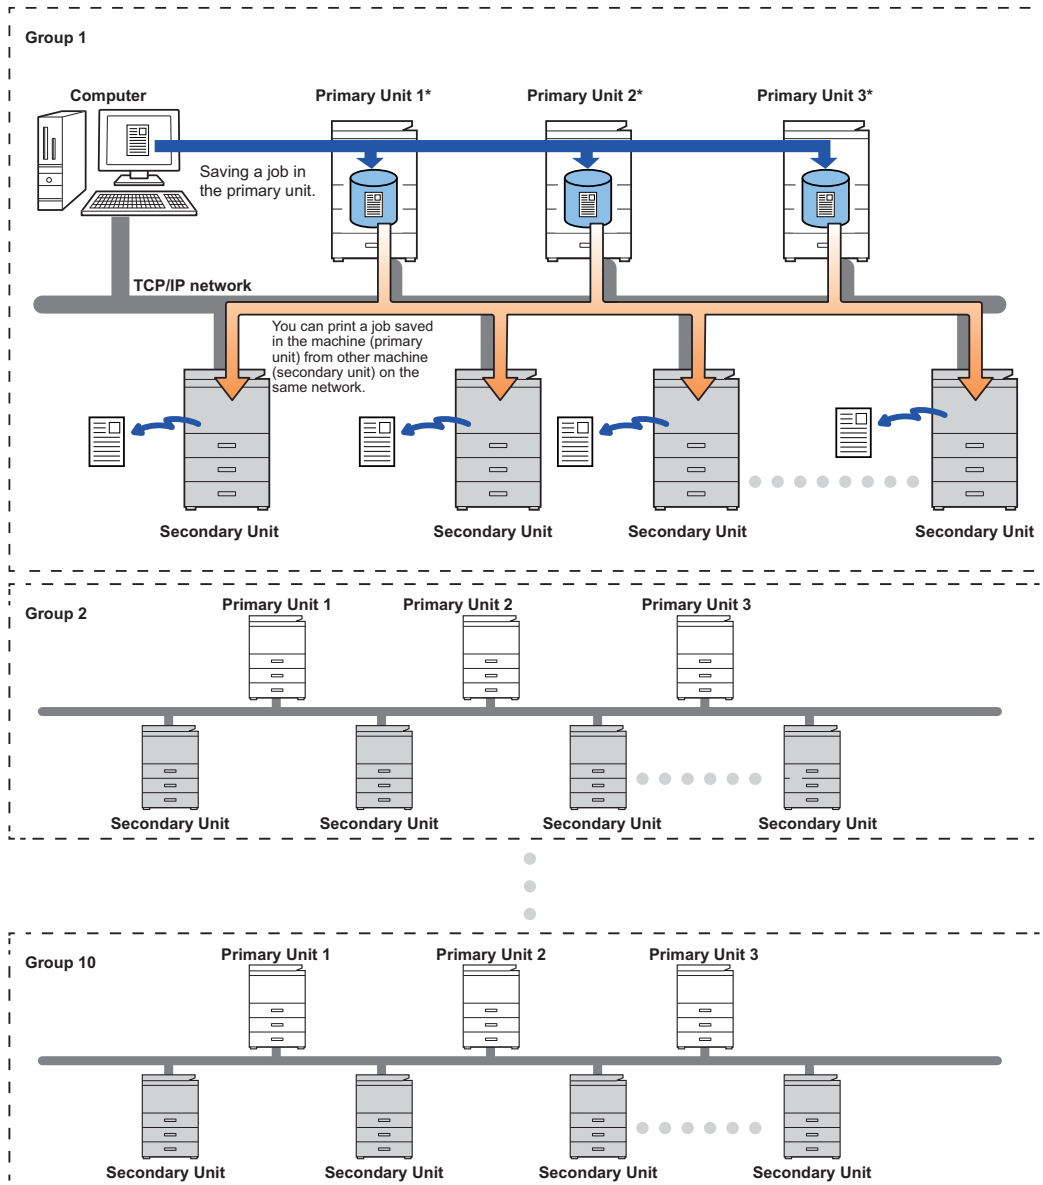 Group 1
Computer
Primary Unit 1*
Primary Unit 2*
Primary Unit 3*
Saving a job in
the primary unit.
TCP/IP network
You can print a job saved
in the machine (primary
unit) from other machine
(secondary unit) on the
same network.
Secondary Unit
Secondary Unit
Secondary Unit
Secondary Unit
Group 2
Primary Unit 1
Primary Unit 2
Primary Unit 3
Secondary Unit
Secondary Unit
Secondary Unit
Secondary Unit
Group 10
Primary Unit 1
Primary Unit 2
Primary Unit 3
Secondary Unit
Secondary Unit
Secondary Unit
Secondary Unit